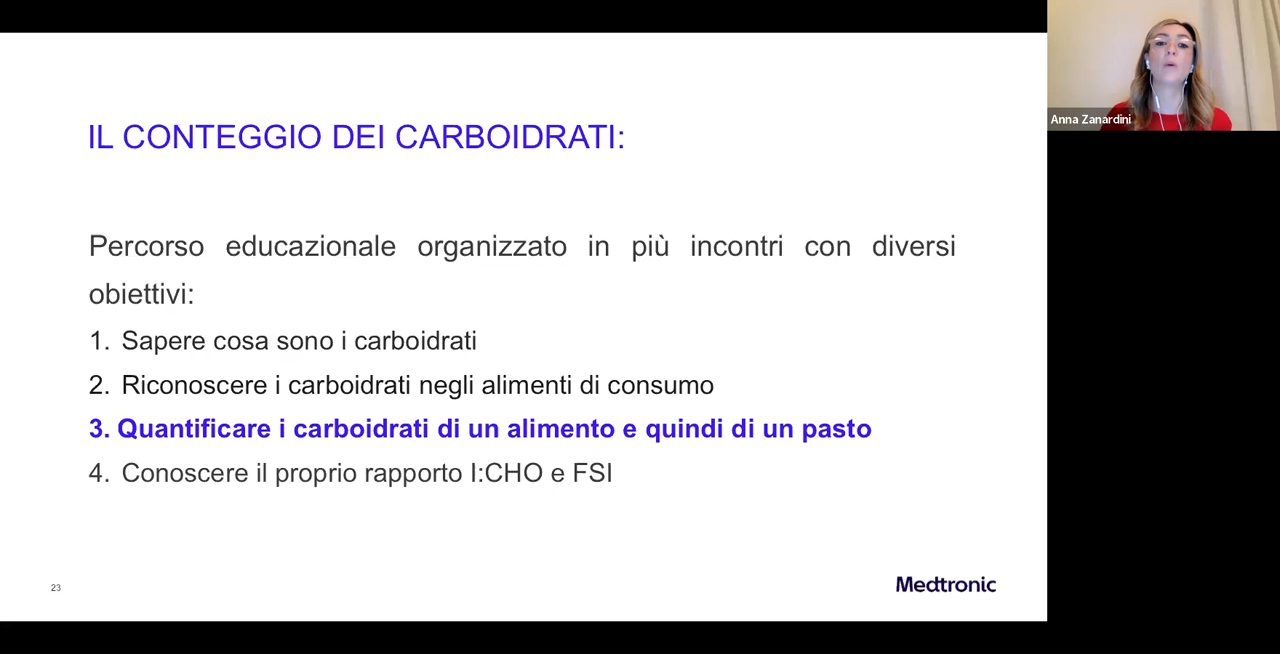 IL CONTEGGIO DEI CARBOIDRATI:
Percorso educazionale organizzato in più incontri con diversi
obiettivi:
1. Sapere cosa sono i carboidrati
2. Riconoscere i carboidrati negli alimenti di consumo
3. Quantificare i carboidrati di un alimento e quindi di un pasto
4. Conoscere il proprio rapporto I:CHO e FSI
23
Medtronic
Anna Zanardini